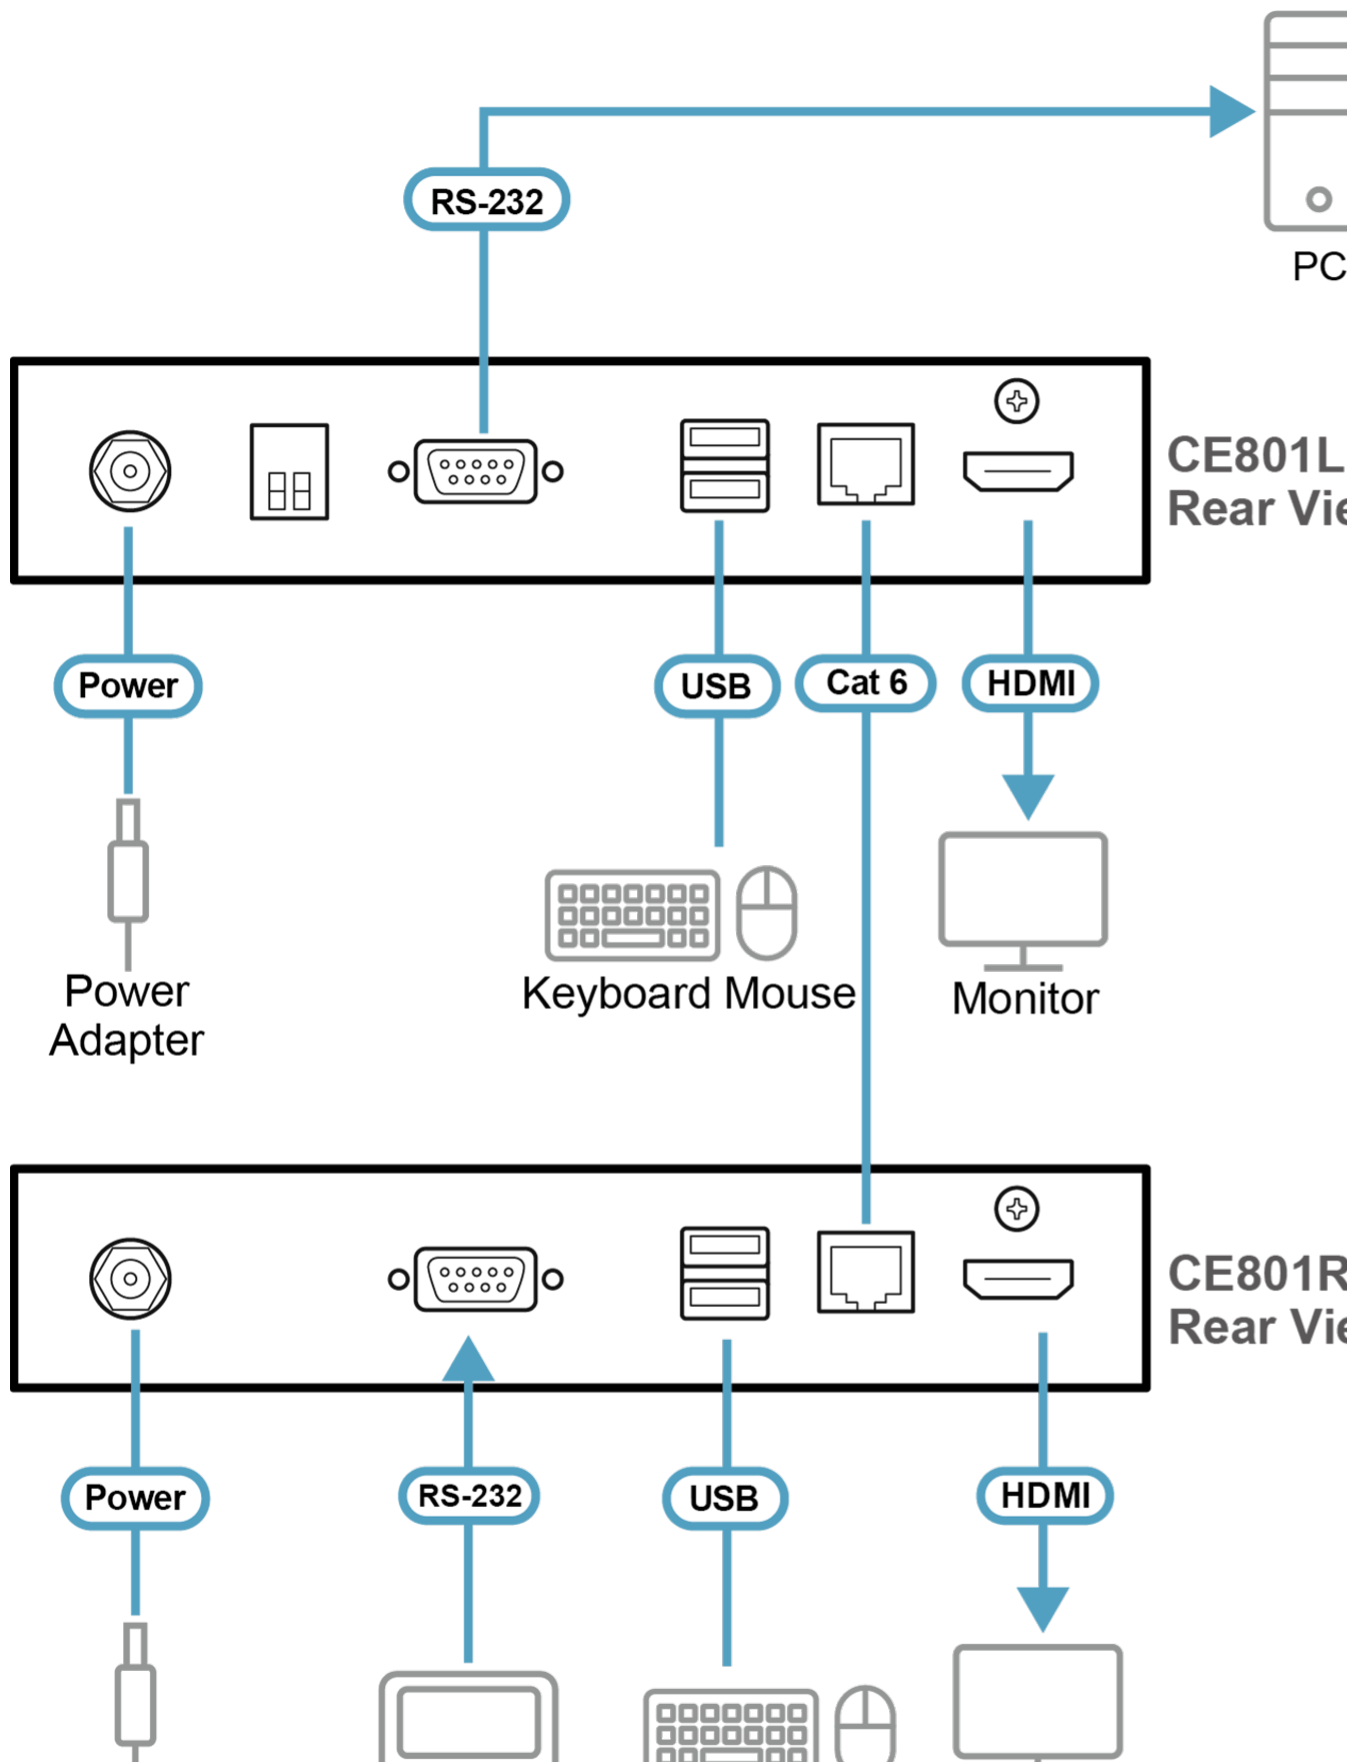 RS-232
PC
CE801L
Rear Vie
Power
USB
Cat 6
HDMI
Power
Adapter
Keyboard Mouse
Monitor
CE801R
Rear Vie
Power
RS-232
USB
HDMI